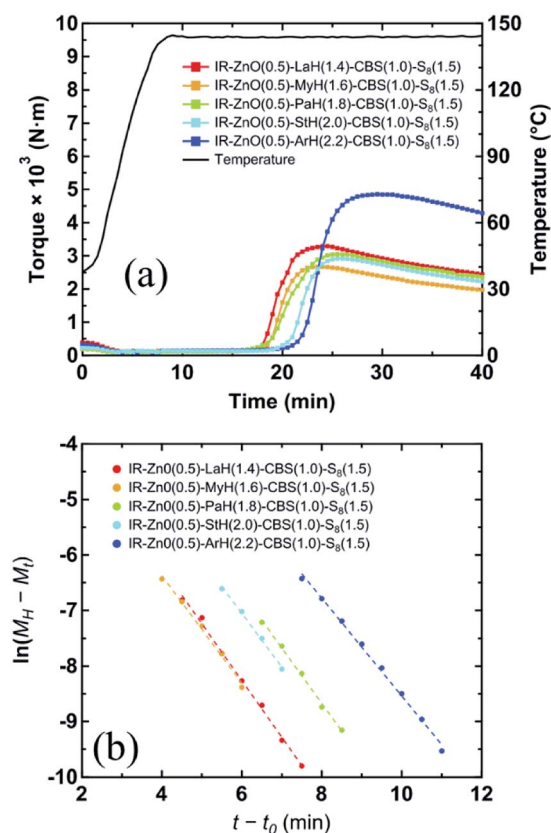 10
9
8
7
6
5
4
3
2
1
0
Torque × 10³ (N·m)
IR-ZnO(0.5)-LaH(1.4)-CBS(1.0)-S₈(1.5)
IR-ZnO(0.5)-MyH(1.6)-CBS(1.0)-S₈(1.5)
IR-ZnO(0.5)-PaH(1.8)-CBS(1.0)-S₈(1.5)
IR-ZnO(0.5)-StH(2.0)-CBS(1.0)-S₈(1.5)
IR-ZnO(0.5)-ArH(2.2)-CBS(1.0)-S₈(1.5)
Temperature
(a)
150
120
90
60
30
0
Temperature (°C)
0 10 20 30 40
Time (min)
-4
-5
-6
-7
-8
-9
-10
ln(M_H − M_t)
IR-Zn0(0.5)-LaH(1.4)-CBS(1.0)-S₈(1.5)
IR-Zn0(0.5)-MyH(1.6)-CBS(1.0)-S₈(1.5)
IR-Zn0(0.5)-PaH(1.8)-CBS(1.0)-S₈(1.5)
IR-Zn0(0.5)-StH(2.0)-CBS(1.0)-S₈(1.5)
IR-Zn0(0.5)-ArH(2.2)-CBS(1.0)-S₈(1.5)
(b)
2 4 6 8 10 12
t − t₀ (min)